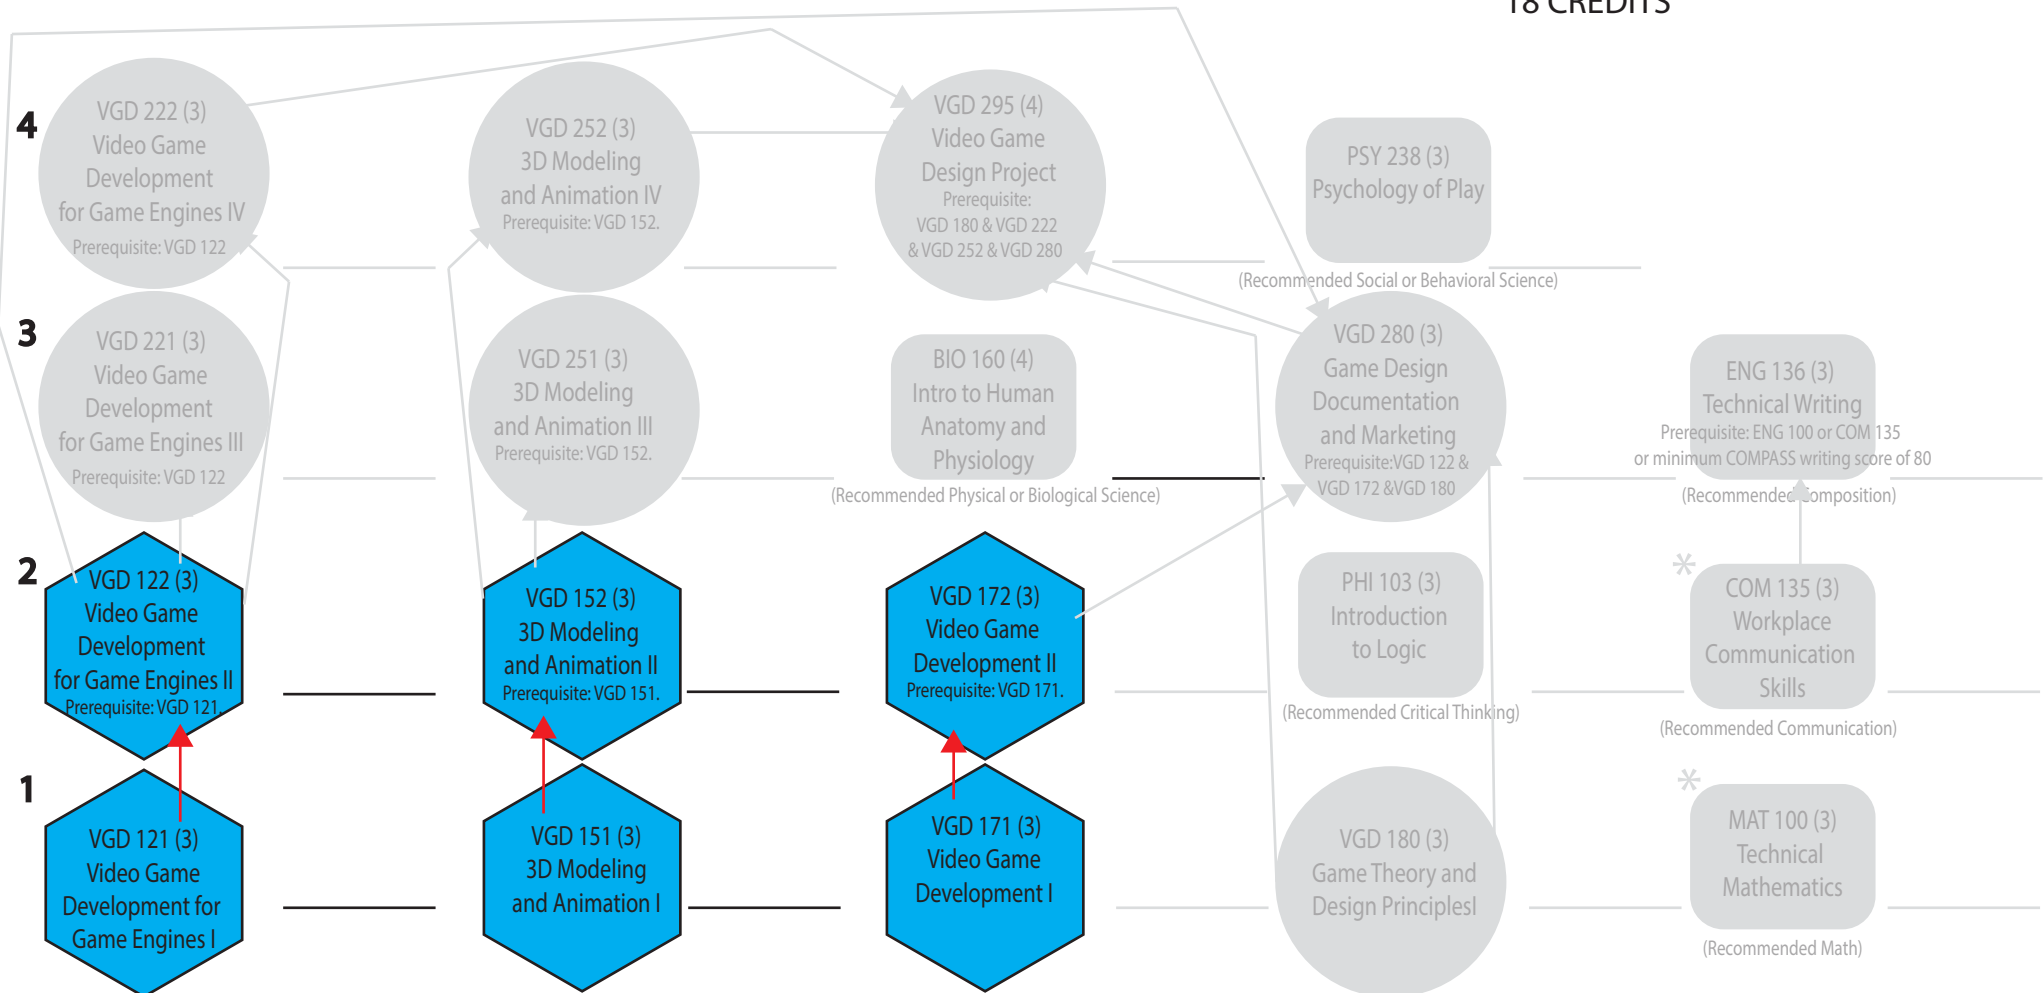 18 CREDITS
4
VGD 222 (3)
Video Game
Development
for Game Engines IV
Prerequisite: VGD 122
VGD 252 (3)
3D Modeling
and Animation IV
Prerequisite: VGD 152.
VGD 295 (4)
Video Game
Design Project
Prerequisite:
VGD 180 & VGD 222
& VGD 252 & VGD 280
PSY 238 (3)
Psychology of Play
(Recommended Social or Behavioral Science)
3
VGD 221 (3)
Video Game
Development
for Game Engines III
Prerequisite: VGD 122
VGD 251 (3)
3D Modeling
and Animation III
Prerequisite: VGD 152.
BIO 160 (4)
Intro to Human
Anatomy and
Physiology
(Recommended Physical or Biological Science)
VGD 280 (3)
Game Design
Documentation
and Marketing
Prerequisite:VGD 122 &
VGD 172 &VGD 180
ENG 136 (3)
Technical Writing
Prerequisite: ENG 100 or COM 135
or minimum COMPASS writing score of 80
(Recommended Composition)
2
VGD 122 (3)
Video Game
Development
for Game Engines II
Prerequisite: VGD 121.
VGD 152 (3)
3D Modeling
and Animation II
Prerequisite: VGD 151.
VGD 172 (3)
Video Game
Development II
Prerequisite: VGD 171.
PHI 103 (3)
Introduction
to Logic
(Recommended Critical Thinking)
*
COM 135 (3)
Workplace
Communication
Skills
(Recommended Communication)
1
VGD 121 (3)
Video Game
Development for
Game Engines I
VGD 151 (3)
3D Modeling
and Animation I
VGD 171 (3)
Video Game
Development I
VGD 180 (3)
Game Theory and
Design PrinciplesI
*
MAT 100 (3)
Technical
Mathematics
(Recommended Math)